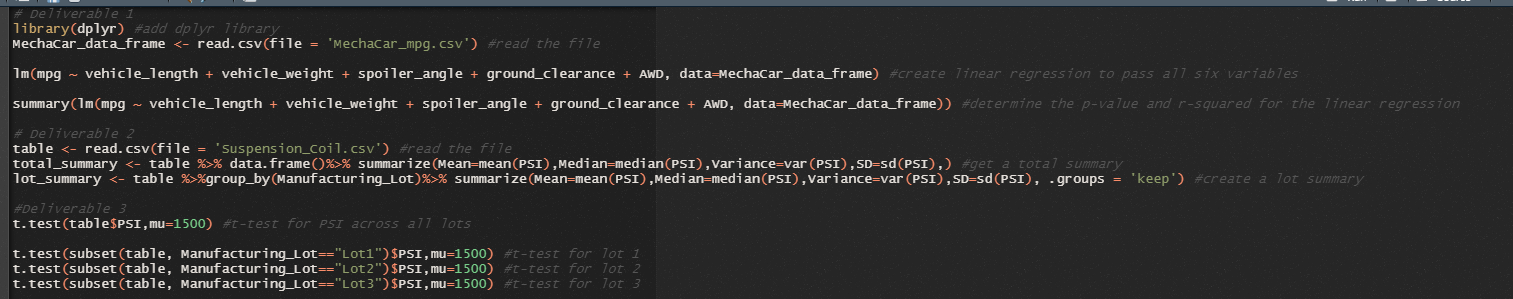 # Deliverable 1
library(dplyr) #add dplyr library
MechaCar_data_frame <- read.csv(file = 'MechaCar_mpg.csv') #read the file
lm(mpg ~ vehicle_length + vehicle_weight + spoiler_angle + ground_clearance + AWD, data=MechaCar_data_frame) #create linear regression to pass all six variables
summary(lm(mpg ~ vehicle_length + vehicle_weight + spoiler_angle + ground_clearance + AWD, data=MechaCar_data_frame)) #determine the p-value and r-squared for the linear regression
# Deliverable 2
table <- read.csv(file = 'Suspension_Coil.csv') #read the file
total_summary <- table %>% data.frame()%>% summarize(Mean=mean(PSI),Median=median(PSI),Variance=var(PSI),SD=sd(PSI),) #get a total summary
lot_summary <- table %>%group_by(Manufacturing_Lot)%>% summarize(Mean=mean(PSI),Median=median(PSI),Variance=var(PSI),SD=sd(PSI), .groups = 'keep') #create a lot summary
#Deliverable 3
t.test(table$PSI,mu=1500) #t-test for PSI across all lots
t.test(subset(table, Manufacturing_Lot=="Lot1")$PSI,mu=1500) #t-test for lot 1
t.test(subset(table, Manufacturing_Lot=="Lot2")$PSI,mu=1500) #t-test for lot 2
t.test(subset(table, Manufacturing_Lot=="Lot3")$PSI,mu=1500) #t-test for lot 3